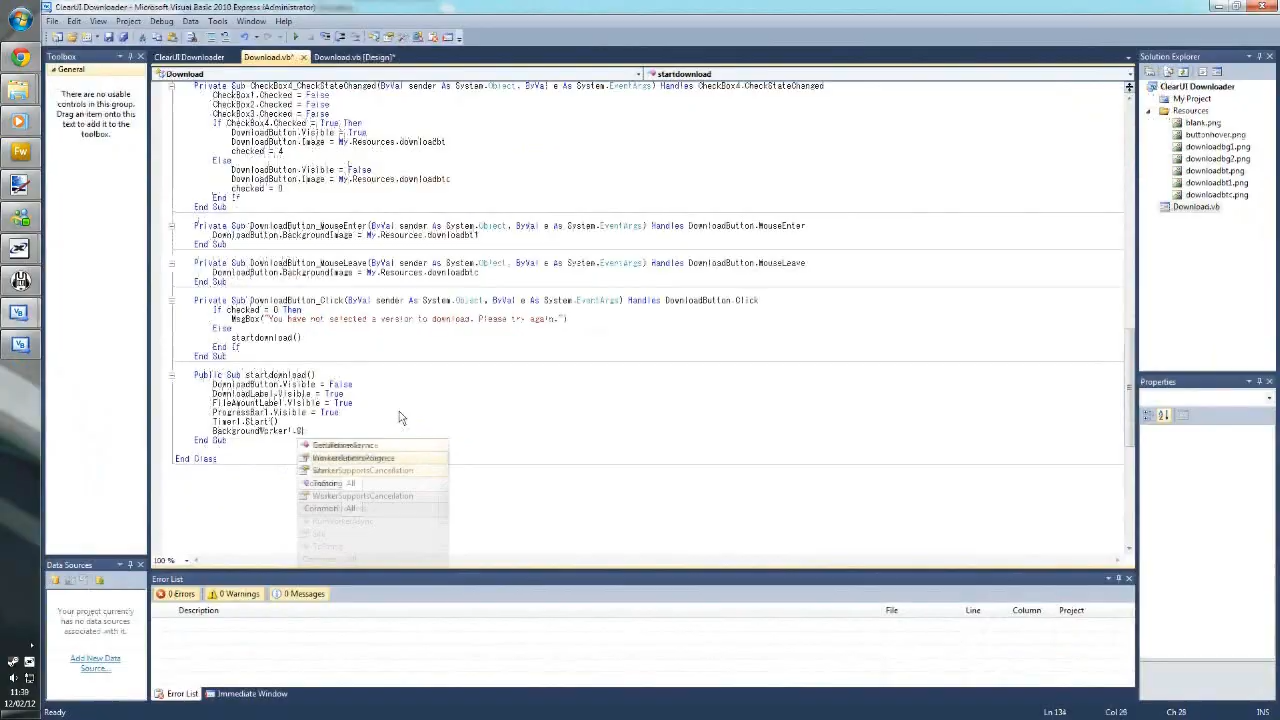 ClearUI Downloader - Microsoft Visual Basic 2010 Express (Administrator)
File Edit View Project Debug Data Tools Window Help
Toolbox
General
There are no usable
controls in this group.
Drag an item onto this
text to add it to the
toolbox.
ClearUI Downloader Download.vb* Download.vb [Design]*
Download startdownload
Private Sub CheckBox4_CheckStateChanged(ByVal sender As System.Object, ByVal e As System.EventArgs) Handles CheckBox4.CheckStateChanged
CheckBox1.Checked = False
CheckBox2.Checked = False
CheckBox3.Checked = False
If CheckBox4.Checked = True Then
DownloadButton.Visible = True
DownloadButton.Image = My.Resources.downloadbt
checked = 4
Else
DownloadButton.Visible = False
DownloadButton.Image = My.Resources.downloadbtc
checked = 0
End If
End Sub
Private Sub DownloadButton_MouseEnter(ByVal sender As System.Object, ByVal e As System.EventArgs) Handles DownloadButton.MouseEnter
DownloadButton.BackgroundImage = My.Resources.downloadbt1
End Sub
Private Sub DownloadButton_MouseLeave(ByVal sender As System.Object, ByVal e As System.EventArgs) Handles DownloadButton.MouseLeave
DownloadButton.BackgroundImage = My.Resources.downloadbtc
End Sub
Private Sub DownloadButton_Click(ByVal sender As System.Object, ByVal e As System.EventArgs) Handles DownloadButton.Click
If checked = 0 Then
MsgBox("You have not selected a version to download. Please try again.")
Else
startdownload()
End If
End Sub
Public Sub startdownload()
DownloadButton.Visible = False
DownloadLabel.Visible = True
FileAmountLabel.Visible = True
ProgressBar1.Visible = True
Timer1.Start()
BackgroundWorker1.
End Sub
WorkerSupportsCancellation
ToString
WorkerSupportsCancellation
Common All
RunWorkerAsync
Site
ToString
End Class
100 %
Solution Explorer
ClearUI Downloader
My Project
Resources
blank.png
buttonhover.png
downloadbg1.png
downloadbg2.png
downloadbt.png
downloadbt1.png
downloadbtc.png
Download.vb
Properties
Data Sources
Your project currently
has no data sources
associated with it.
Add New Data
Source...
Error List
0 Errors 0 Warnings 0 Messages
Description File Line Column Project
Error List Immediate Window
11:39
12/02/12
Ready Ln 134 Col 28 Ch 28 INS